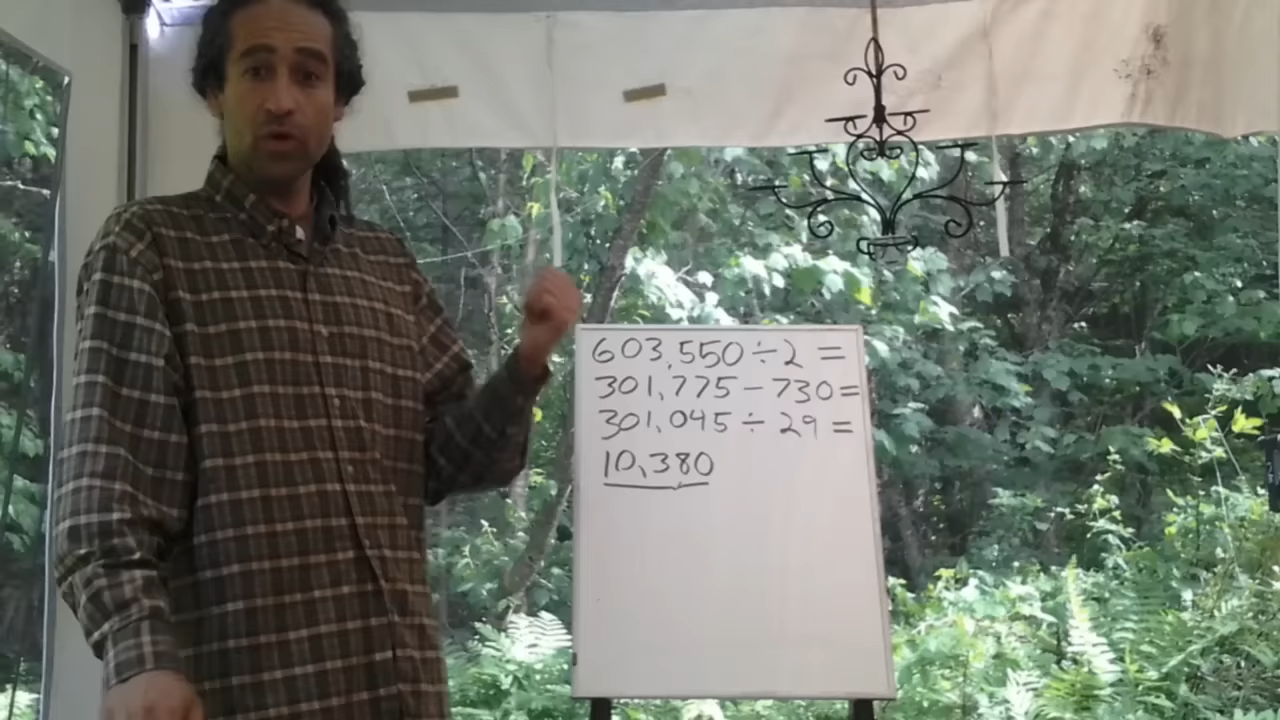 603,550 ÷ 2 =
301,775 - 730 =
301,045 ÷ 29 =
10,380